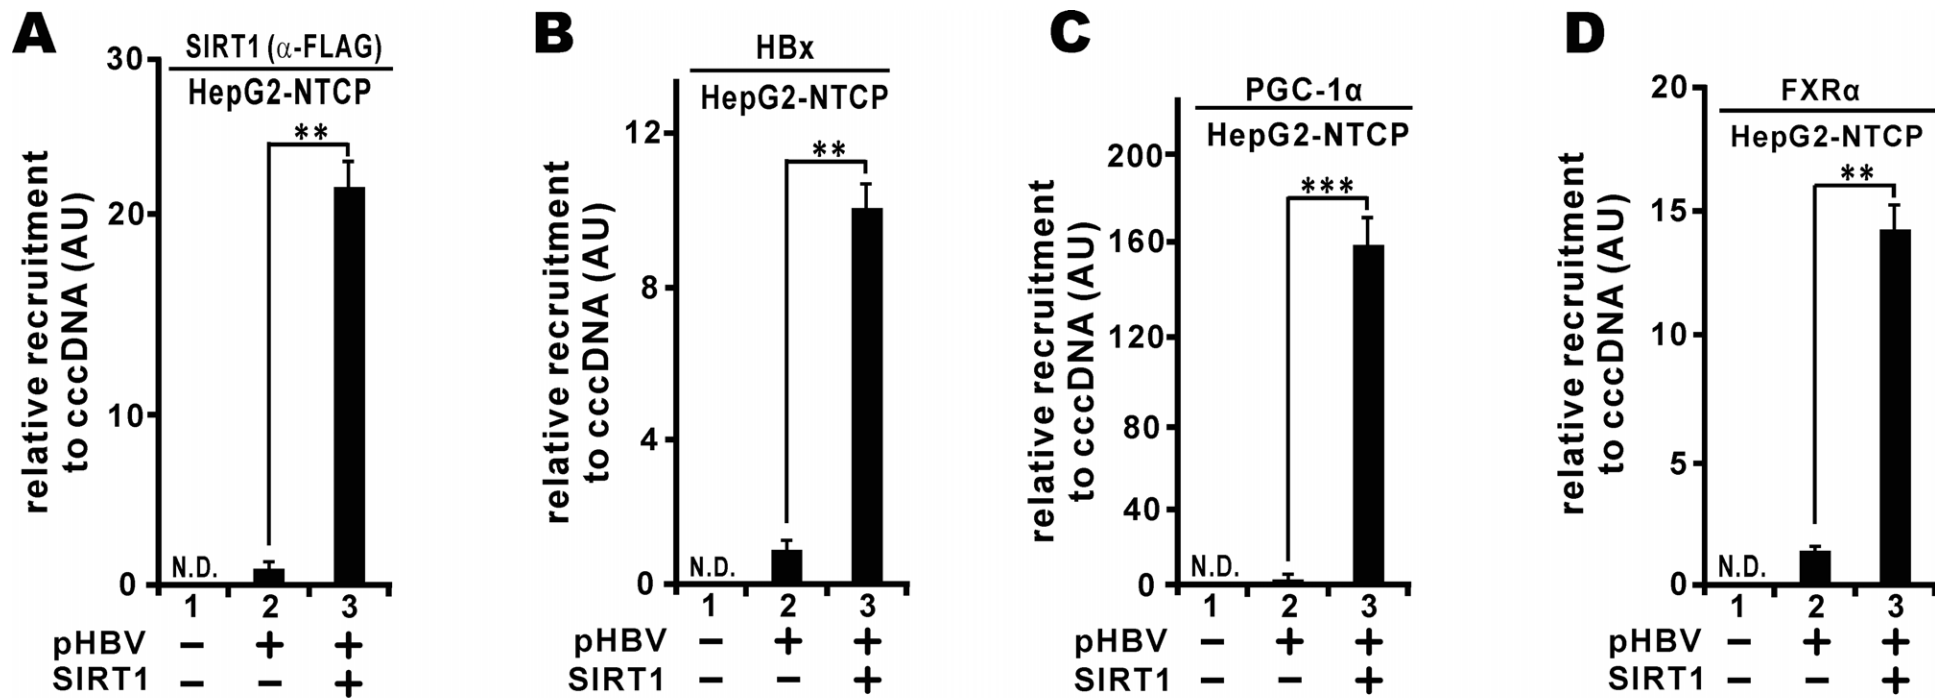 A
SIRT1 (α-FLAG)
HepG2-NTCP
relative recruitment
to cccDNA (AU)
30
20
10
0
**
N.D.
1 2 3
pHBV – + +
SIRT1 – – +
B
HBx
HepG2-NTCP
relative recruitment
to cccDNA (AU)
12
8
4
0
**
N.D.
1 2 3
pHBV – + +
SIRT1 – – +
C
PGC-1α
HepG2-NTCP
relative recruitment
to cccDNA (AU)
200
160
120
80
40
0
***
N.D.
1 2 3
pHBV – + +
SIRT1 – – +
D
FXRα
HepG2-NTCP
relative recruitment
to cccDNA (AU)
20
15
10
5
0
**
N.D.
1 2 3
pHBV – + +
SIRT1 – – +